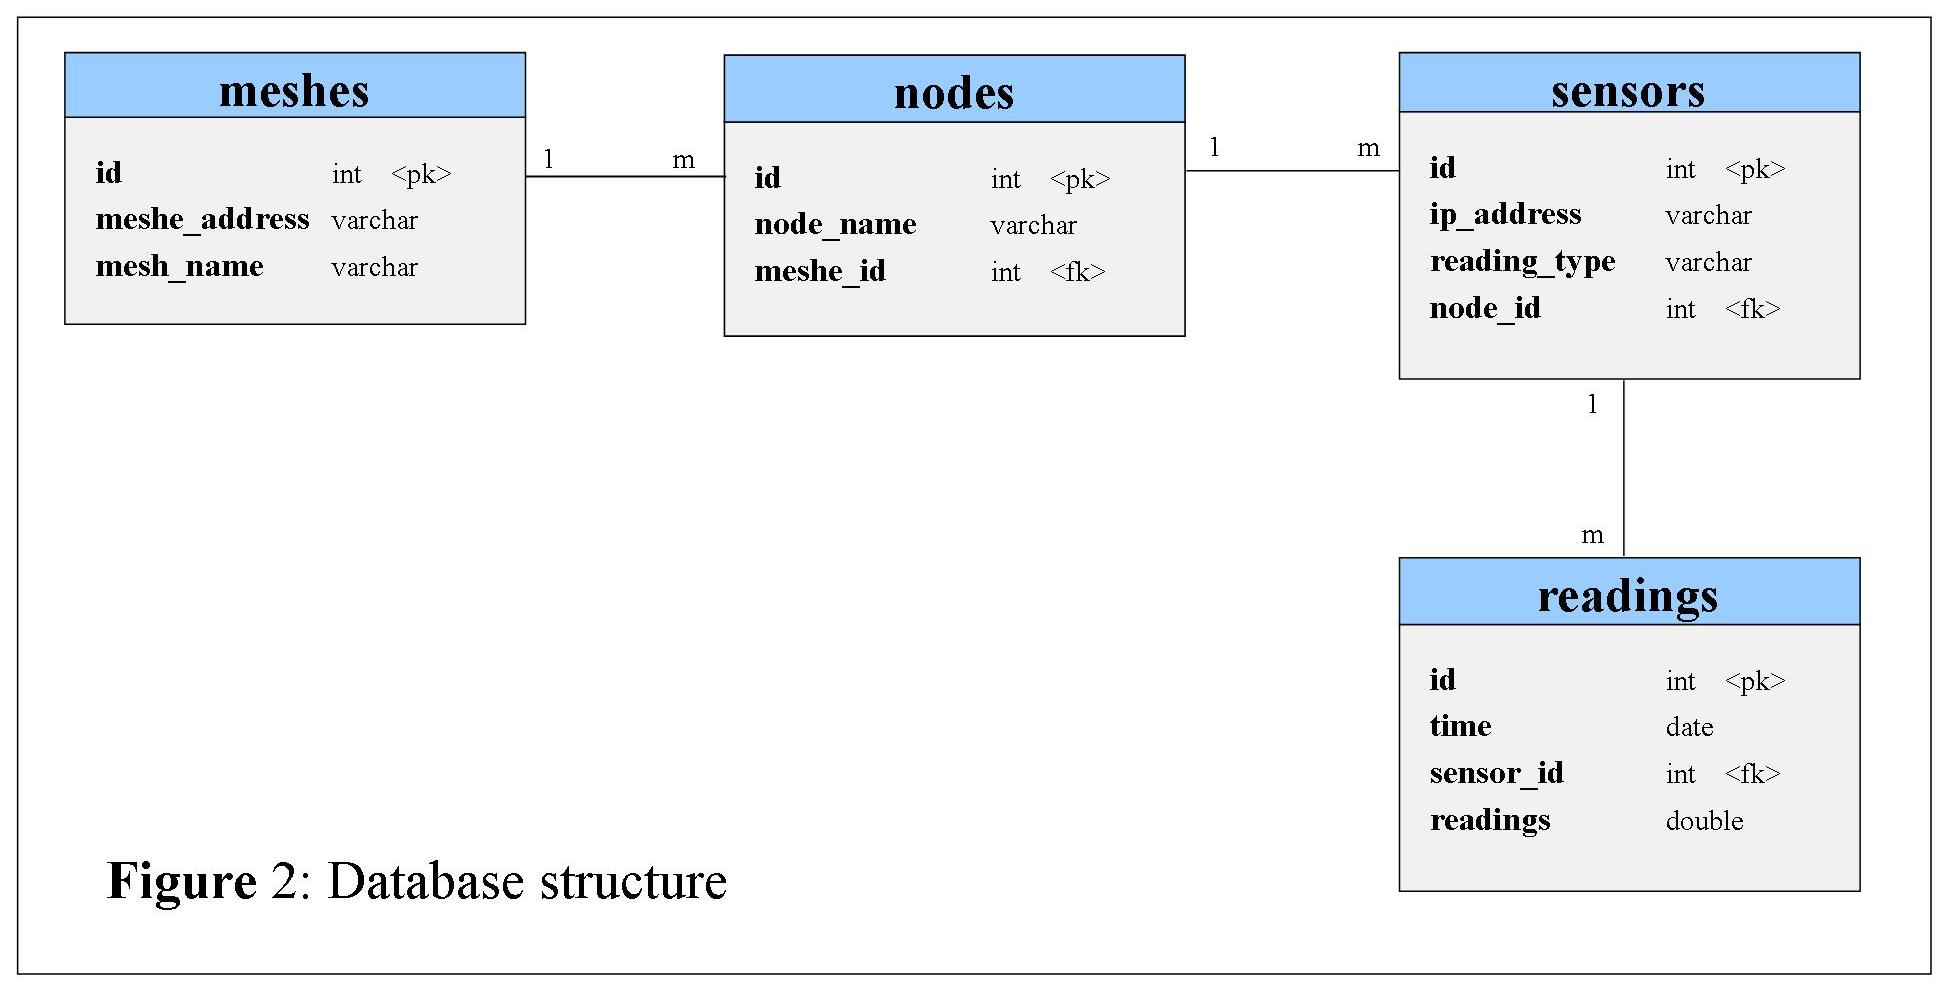 meshes
id int <pk>
meshe_address varchar
mesh_name varchar
1 m
nodes
id int <pk>
node_name varchar
meshe_id int <fk>
1 m
sensors
id int <pk>
ip_address varchar
reading_type varchar
node_id int <fk>
1
m
readings
id int <pk>
time date
sensor_id int <fk>
readings double
Figure 2: Database structure